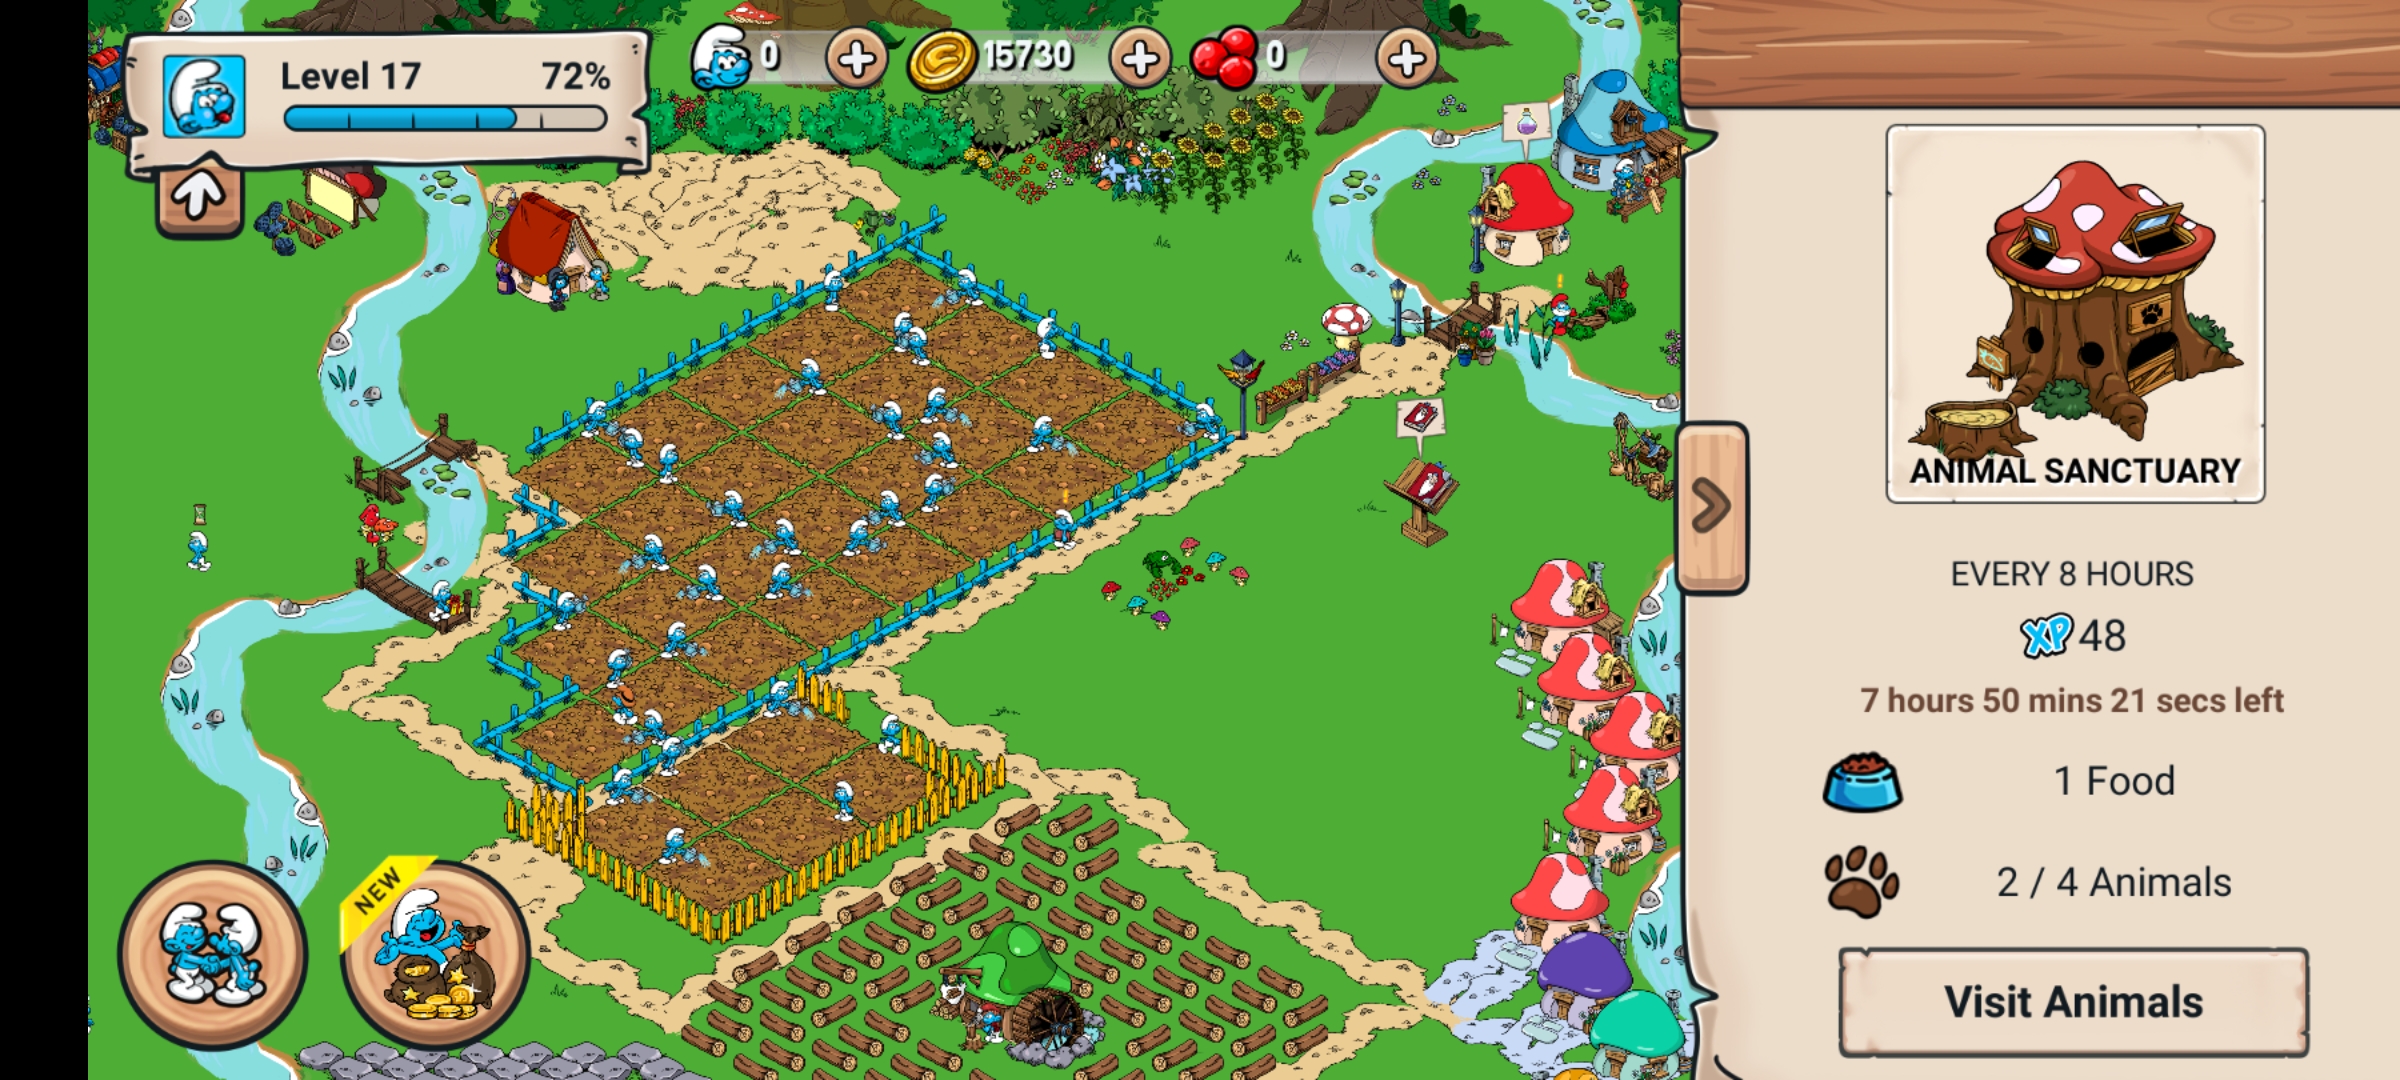 Level 17 72%
0
15730
0
NEW
ANIMAL SANCTUARY
EVERY 8 HOURS
XP 48
7 hours 50 mins 21 secs left
1 Food
2 / 4 Animals
Visit Animals